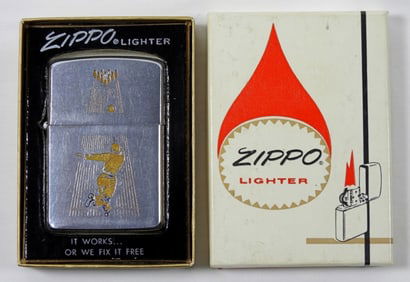 ZIPPO® LIGHTER
IT WORKS...
OR WE FIX IT FREE
ZIPPO®
LIGHTER